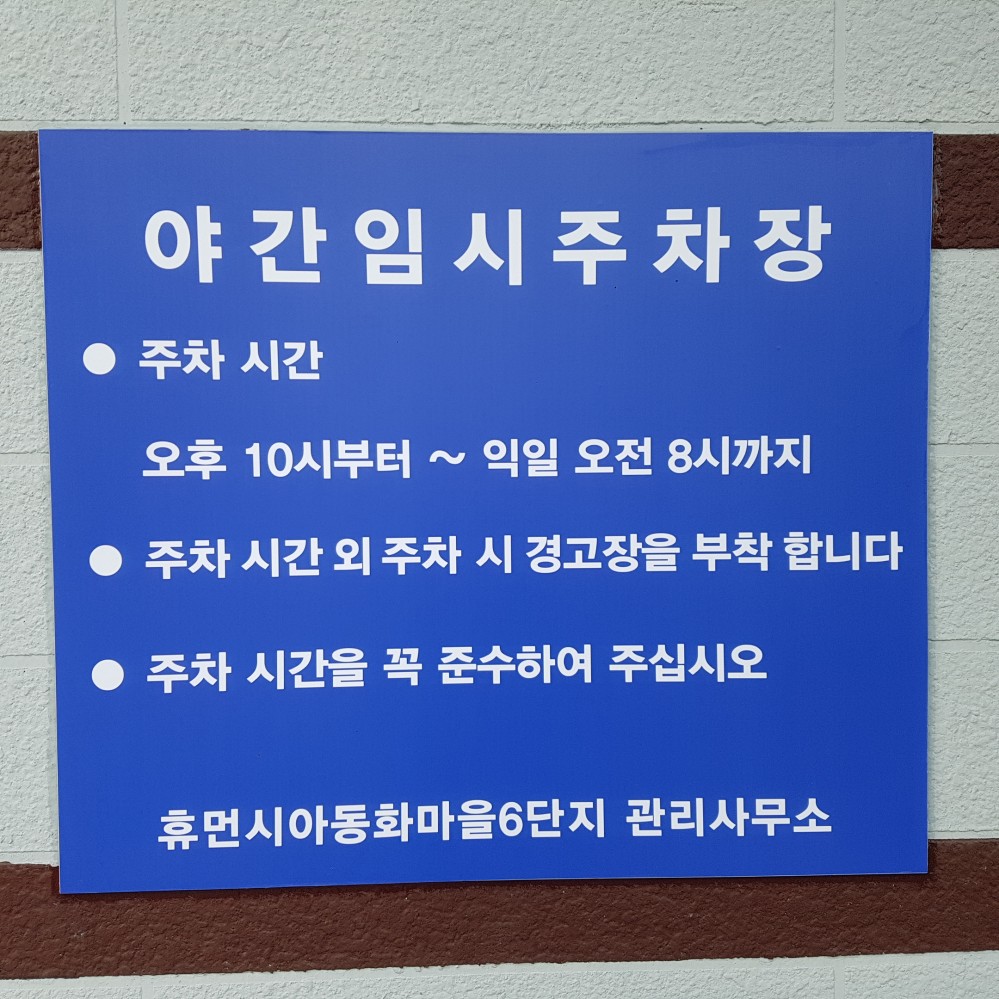 야간임시주차장
● 주차 시간
오후 10시부터 ~ 익일 오전 8시까지
● 주차 시간 외 주차 시 경고장을 부착 합니다
● 주차 시간을 꼭 준수하여 주십시오
휴먼시아동화마을6단지 관리사무소